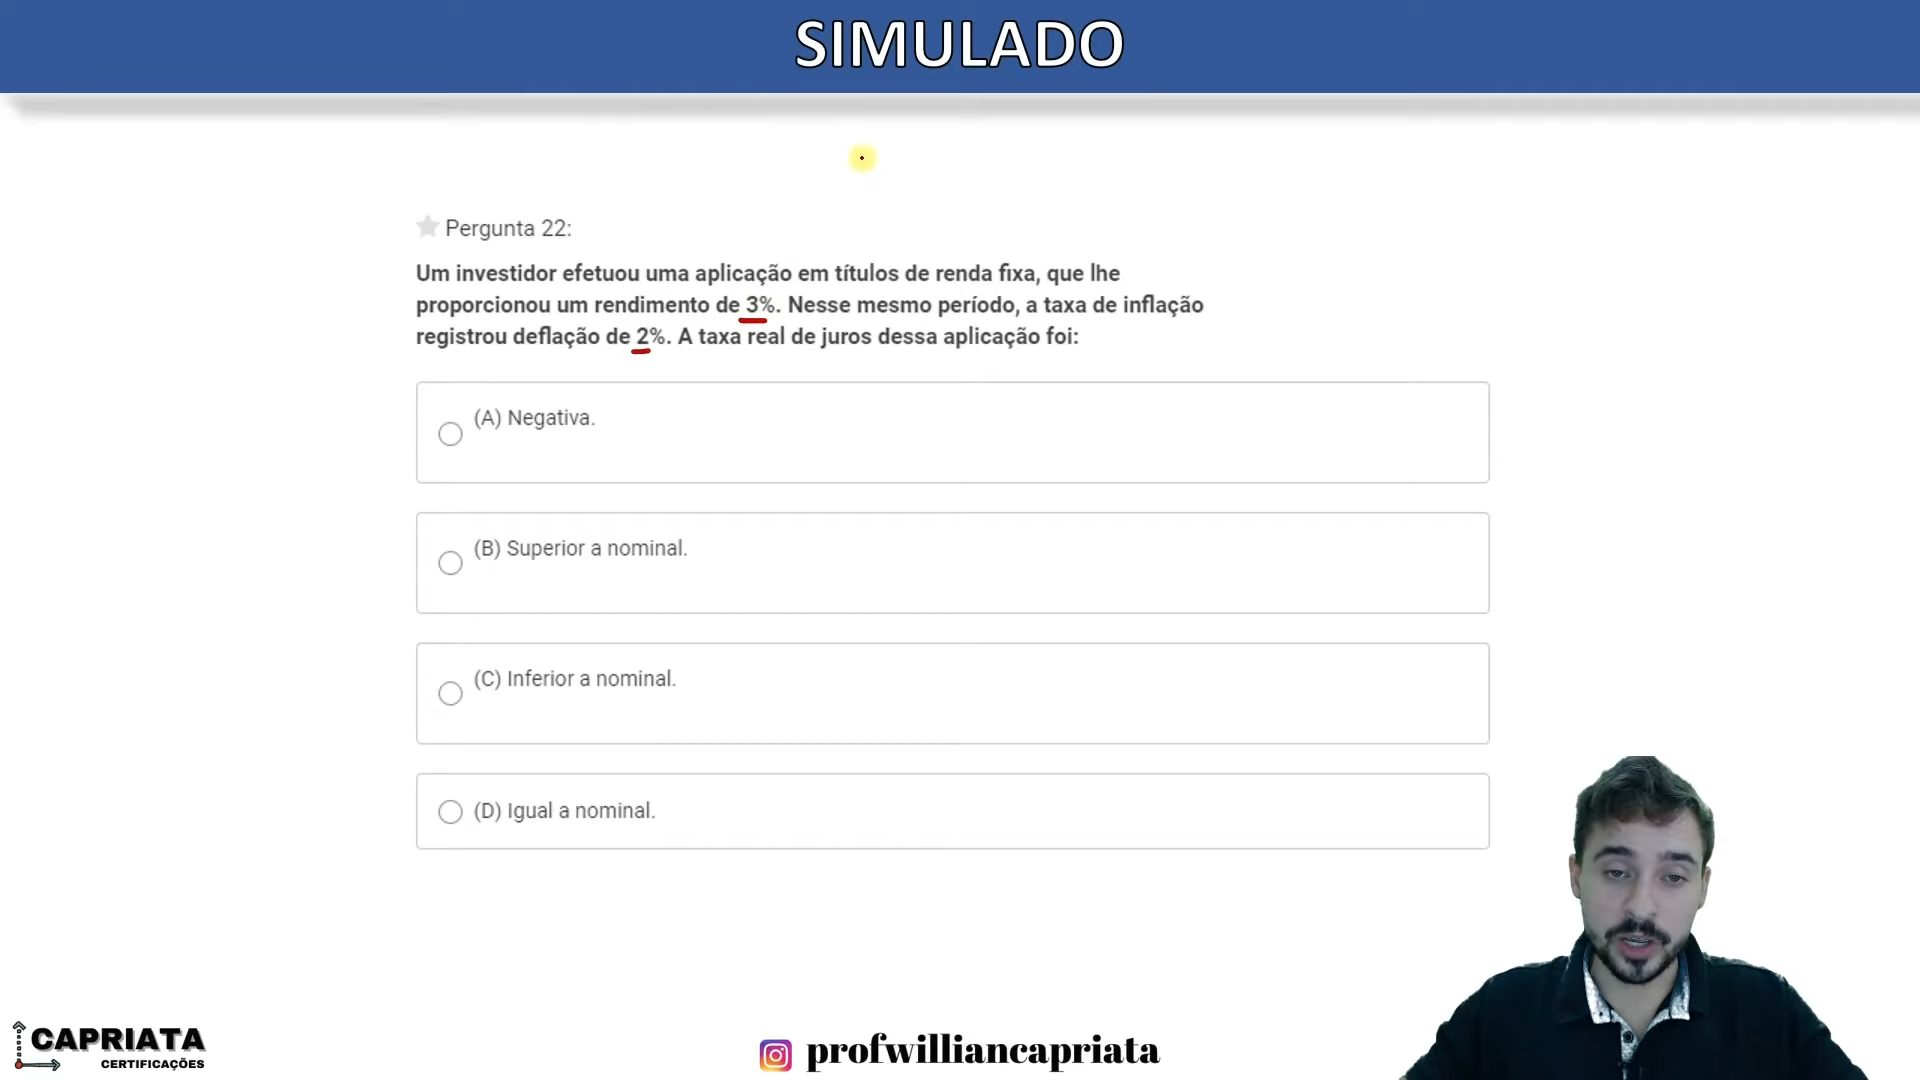 SIMULADO
Pergunta 22:
Um investidor efetuou uma aplicação em títulos de renda fixa, que lhe
proporcionou um rendimento de 3%. Nesse mesmo período, a taxa de inflação
registrou deflação de 2%. A taxa real de juros dessa aplicação foi:
(A) Negativa.
(B) Superior a nominal.
(C) Inferior a nominal.
(D) Igual a nominal.
CAPRIATA
CERTIFICAÇÕES
profwilliancapriata